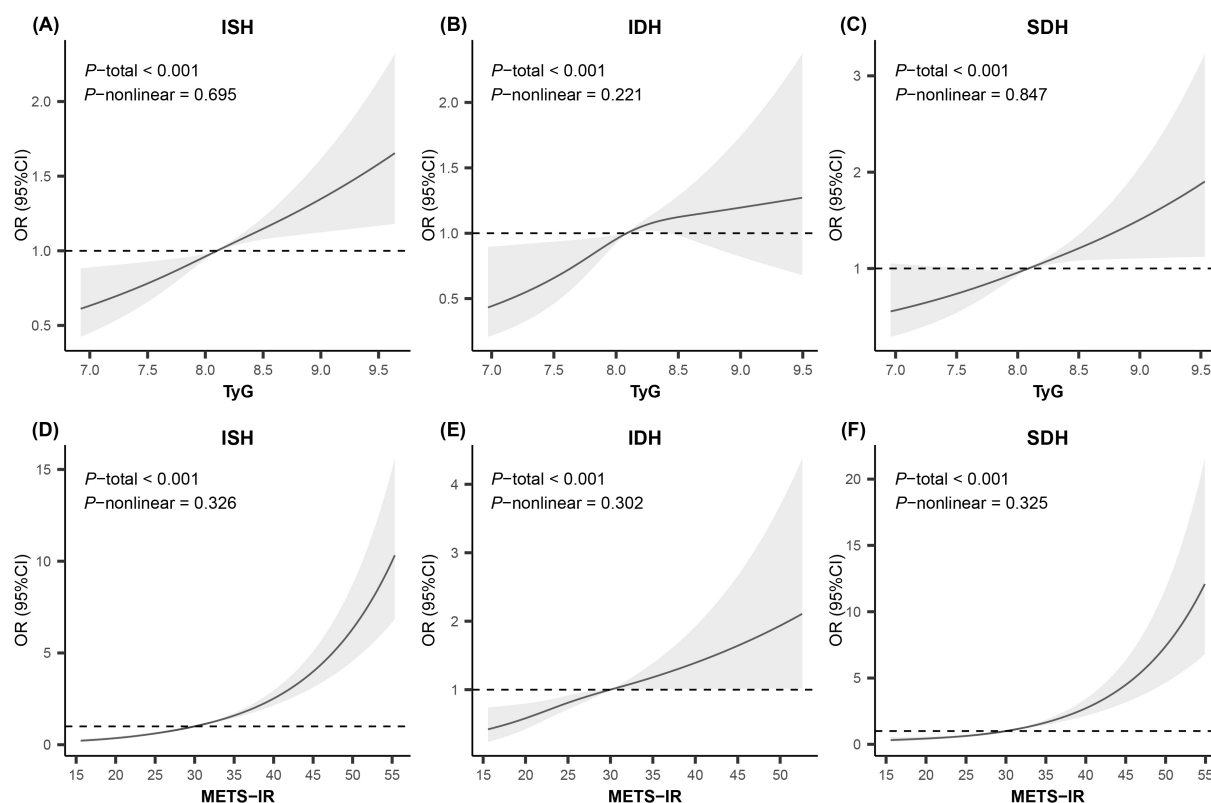 (A)
ISH
P−total < 0.001
P−nonlinear = 0.695
OR (95%CI)
2.0
1.5
1.0
0.5
7.0 7.5 8.0 8.5 9.0 9.5
TyG
(B)
IDH
P−total < 0.001
P−nonlinear = 0.221
OR (95%CI)
2.0
1.5
1.0
0.5
7.0 7.5 8.0 8.5 9.0 9.5
TyG
(C)
SDH
P−total < 0.001
P−nonlinear = 0.847
OR (95%CI)
3
2
1
7.0 7.5 8.0 8.5 9.0 9.5
TyG
(D)
ISH
P−total < 0.001
P−nonlinear = 0.326
OR (95%CI)
15
10
5
0
15 20 25 30 35 40 45 50 55
METS−IR
(E)
IDH
P−total < 0.001
P−nonlinear = 0.302
OR (95%CI)
4
3
2
1
15 20 25 30 35 40 45 50
METS−IR
(F)
SDH
P−total < 0.001
P−nonlinear = 0.325
OR (95%CI)
20
15
10
5
0
15 20 25 30 35 40 45 50 55
METS−IR